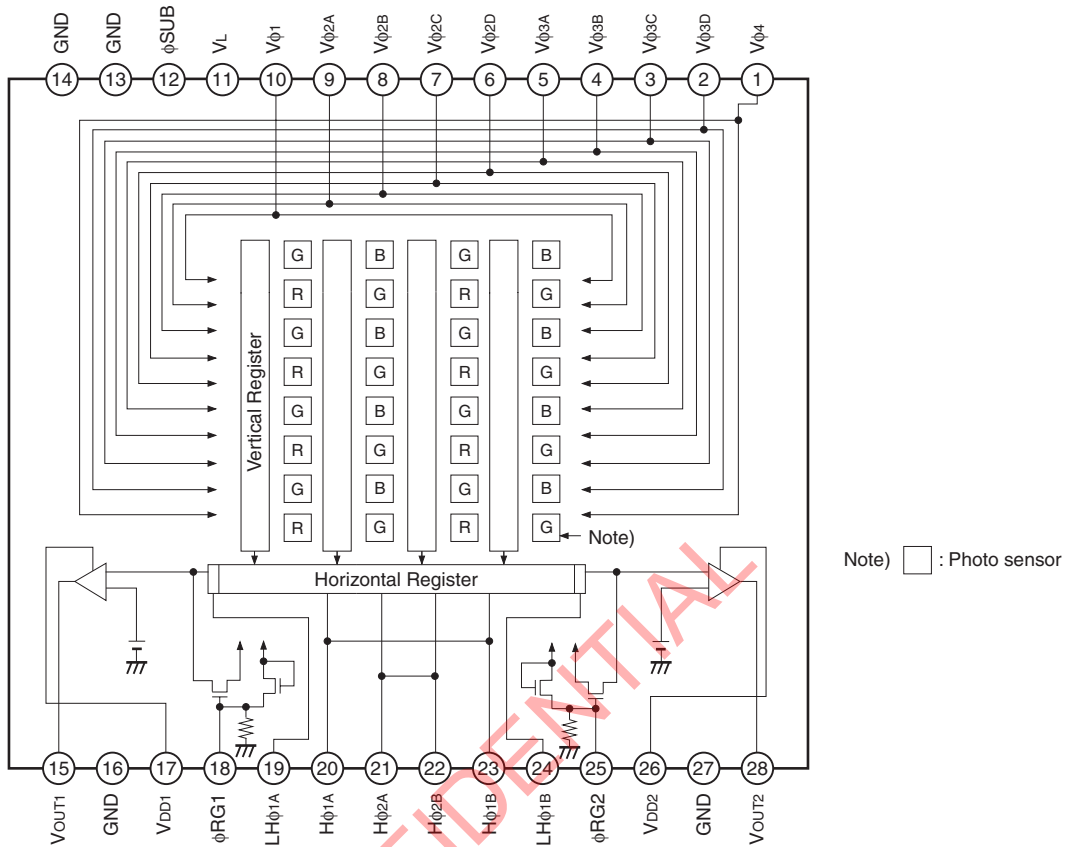 GND GND φSUB VL Vφ1 Vφ2A Vφ2B Vφ2C Vφ2D Vφ3A Vφ3B Vφ3C Vφ3D Vφ4
14 13 12 11 10 9 8 7 6 5 4 3 2 1
Vertical Register
G B G B
R G R G
G B G B
R G R G
G B G B
R G R G
G B G B
R G R G
Note)
Horizontal Register
Note) : Photo sensor
15 16 17 18 19 20 21 22 23 24 25 26 27 28
VOUT1 GND VDD1 φRG1 LHφ1A Hφ1A Hφ2A Hφ2B Hφ1B LHφ1B φRG2 VDD2 GND VOUT2